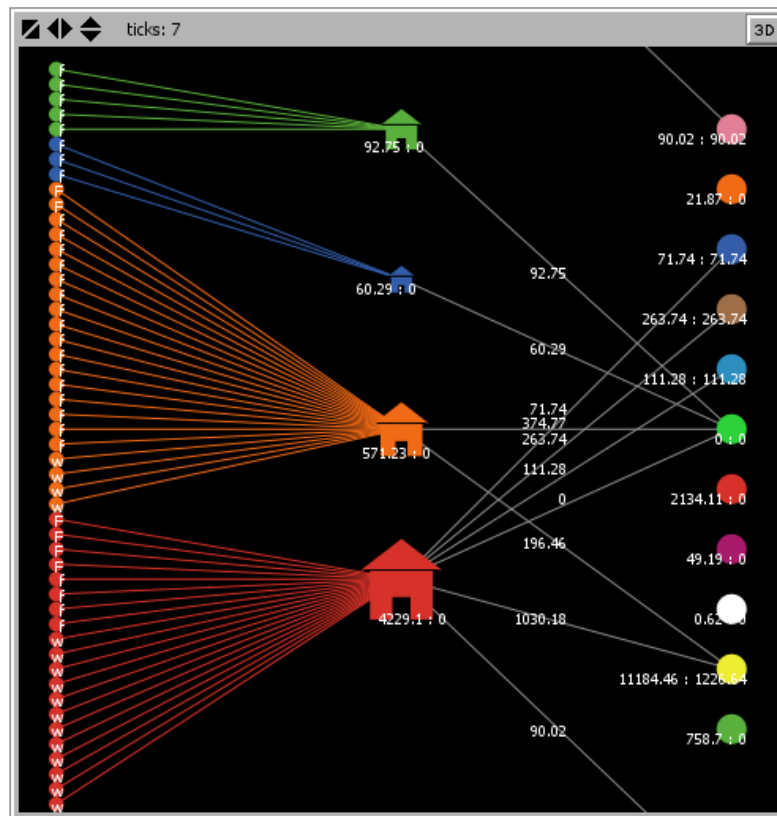 ticks: 7
3D
90.02 : 90.02
92.75 : 0
21.87 : 0
71.74 : 71.74
92.75
60.29 : 0
263.74 : 263.74
60.29
111.28 : 111.28
71.74
374.77
263.74
0 : 0
571.23 : 0
111.28
0
2134.11 : 0
196.46
49.19 : 0
4229.1 : 0
1030.18
0.62
11184.46 : 1226.64
90.02
758.7 : 0